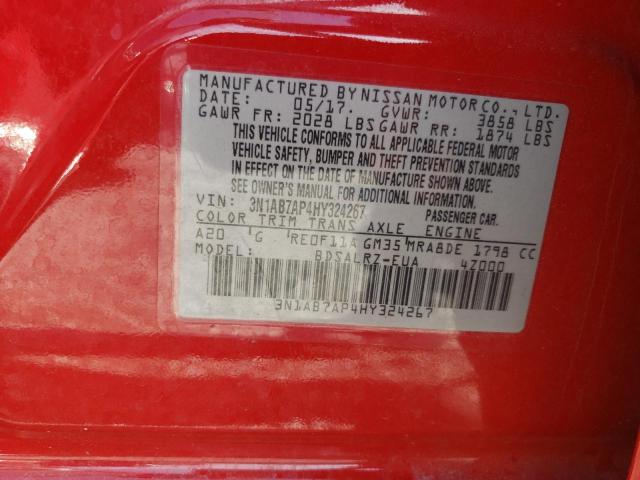 MANUFACTURED BY NISSAN MOTOR CO., LTD.
DATE: 05/17. GVWR: 3858 LBS
GAWR FR: 2028 LBS GAWR RR: 1874 LBS
THIS VEHICLE CONFORMS TO ALL APPLICABLE FEDERAL MOTOR
VEHICLE SAFETY, BUMPER AND THEFT PREVENTION STANDARDS
IN EFFECT ON THE DATE OF MANUFACTURE SHOWN ABOVE.
SEE OWNER'S MANUAL FOR ADDITIONAL INFORMATION.
VIN: 3N1AB7AP4HY324267 PASSENGER CAR.
COLOR TRIM TRANS AXLE ENGINE
A20 G RE0F11A GM35 MRA8DE 1798 CC
BDSALRZ-EUA 4Z000
3N1AB7AP4HY324267